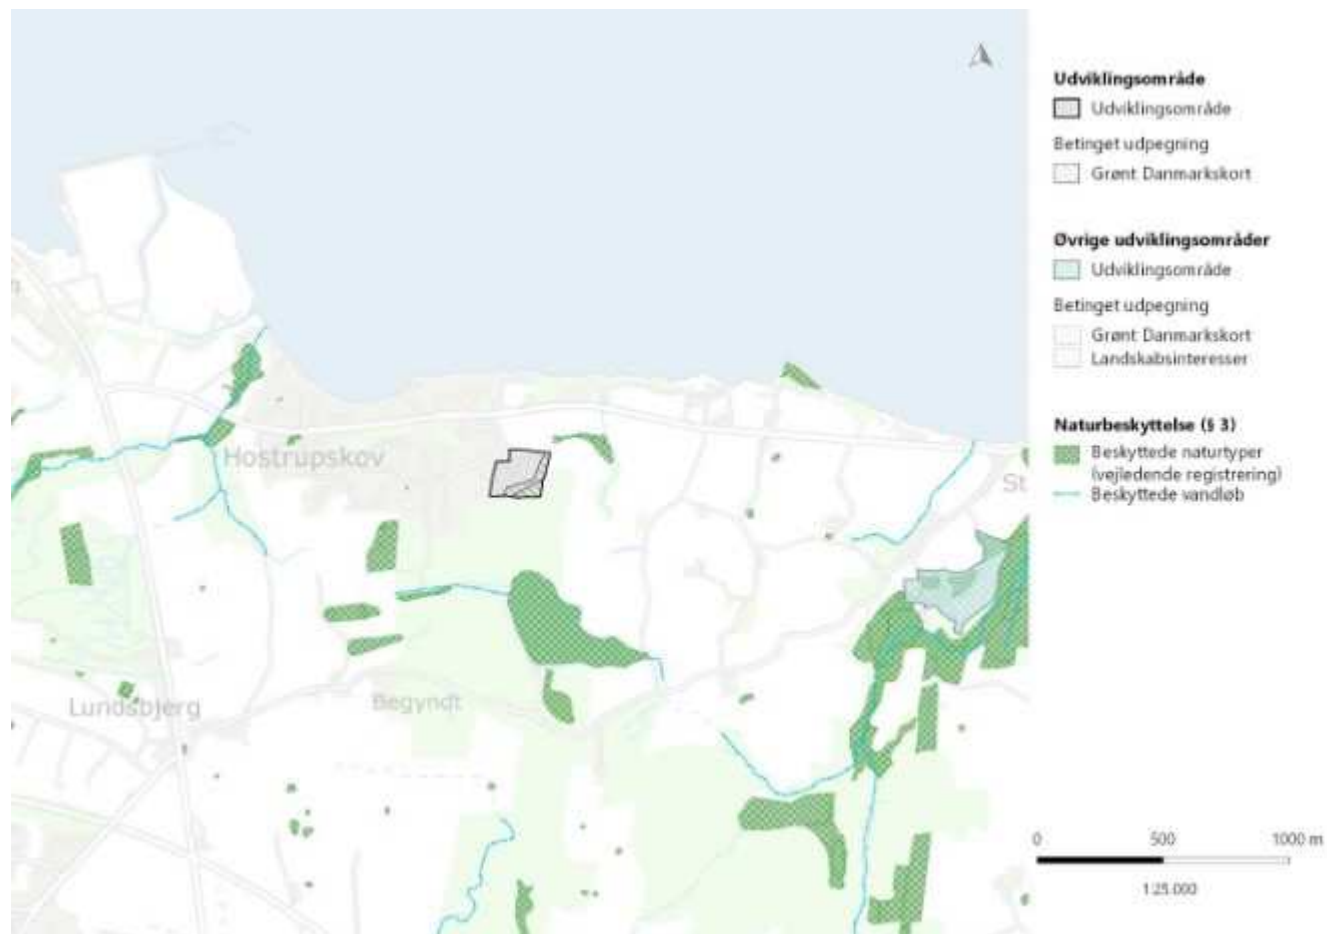 Udviklingsområde
Udviklingsområde
Betinget udpegning
Grønt Danmarkskort
Øvrige udviklingsområder
Udviklingsområde
Betinget udpegning
Grønt Danmarkskort
Landskabsinteresser
Naturbeskyttelse (§ 3)
Beskyttede naturtyper
(vejledende registrering)
Beskyttede vandløb
Hostrupskov
St
Lundsbjerg
Begyndt
0 500 1000 m
1:25.000